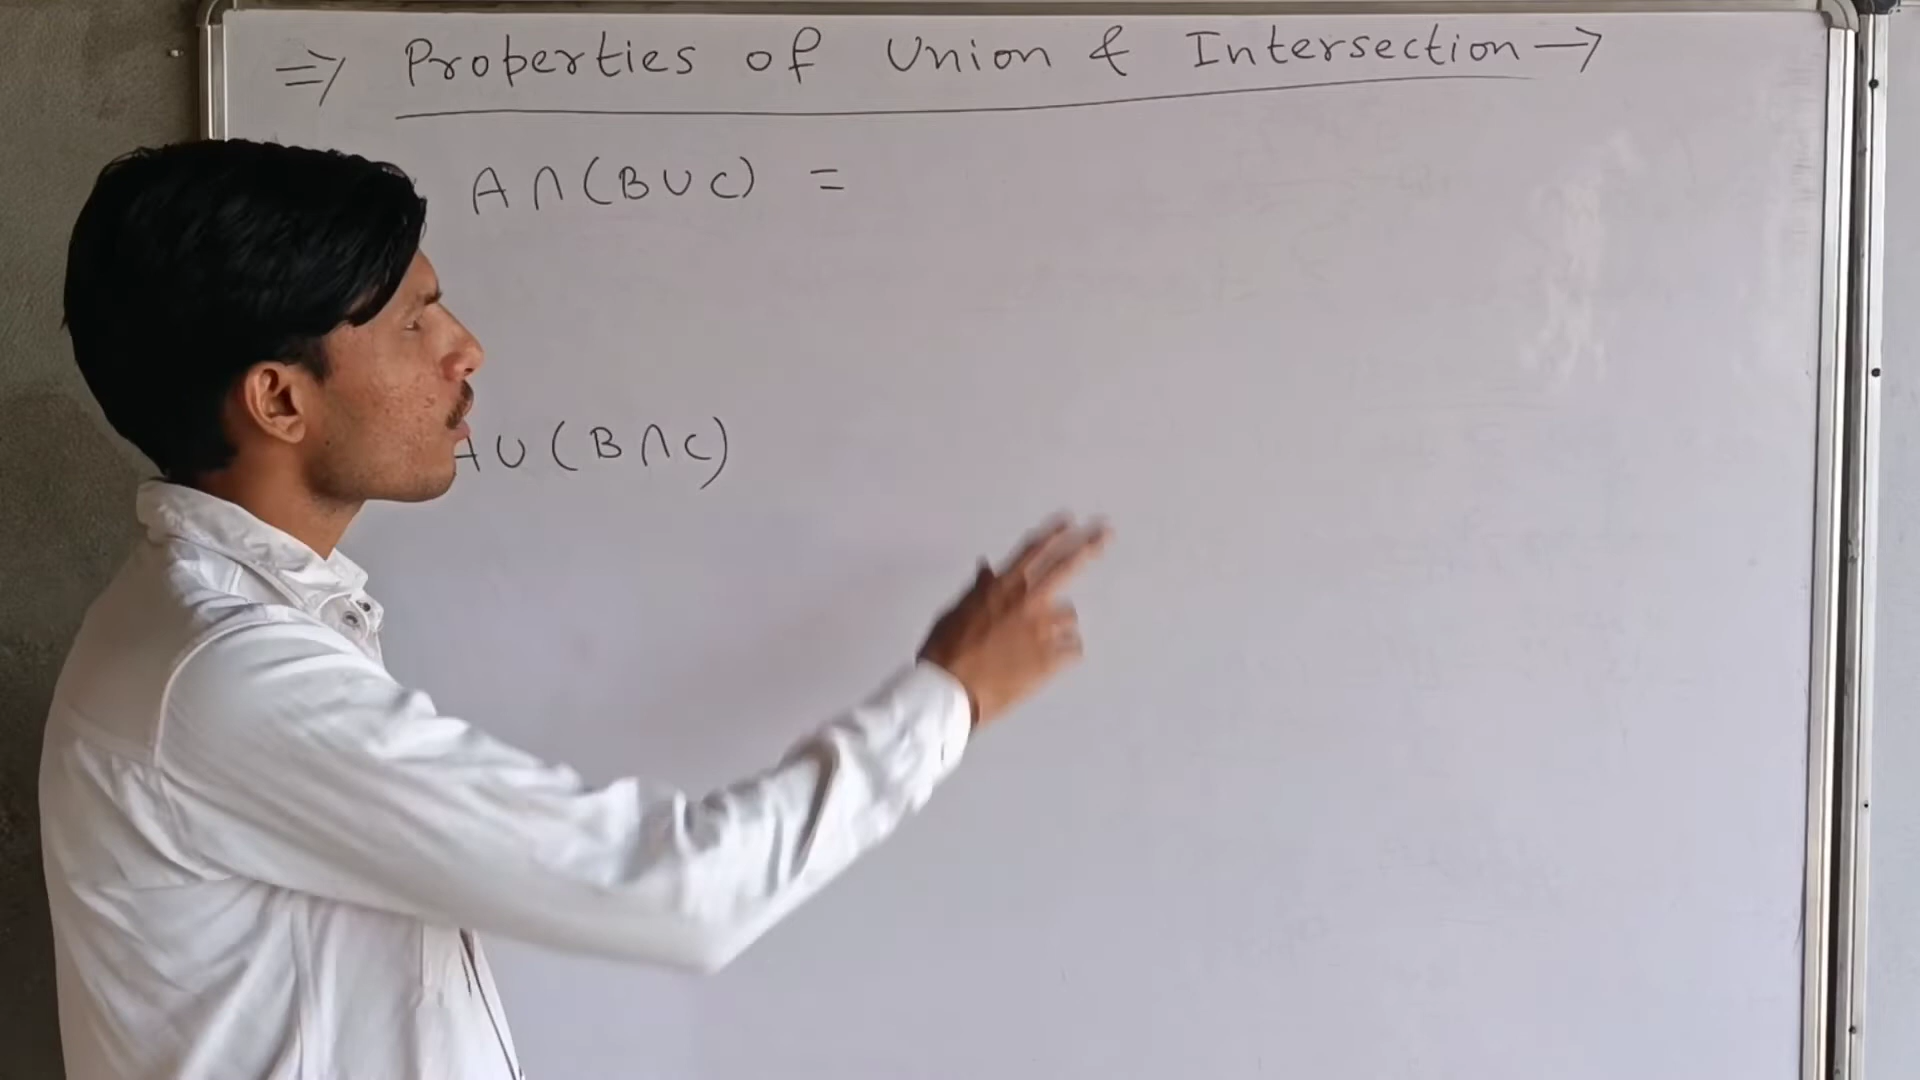 ⇒ Properties of Union & Intersection →
A ∩ (B ∪ C) =
A ∪ (B ∩ C)